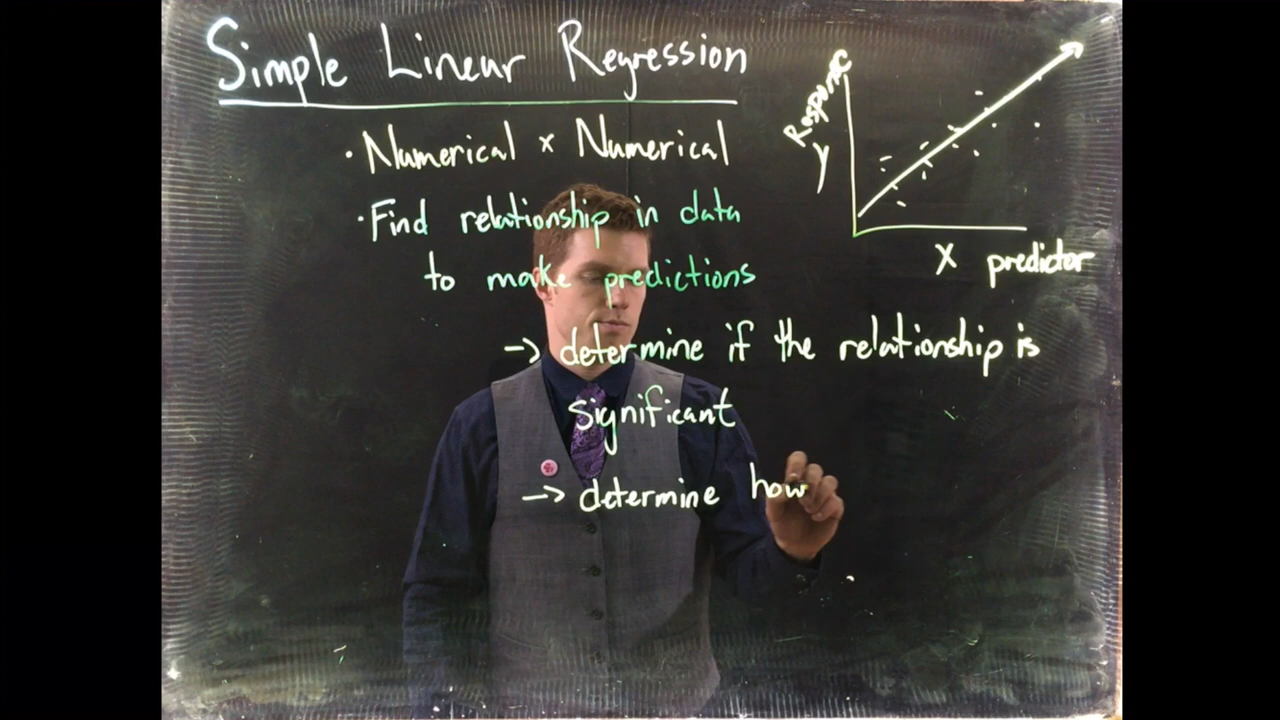 Simple Linear Regression
· Numerical x Numerical
· Find relationship in data
to make predictions
-> determine if the relationship is
significant
-> determine how
Response
Y
X predictor